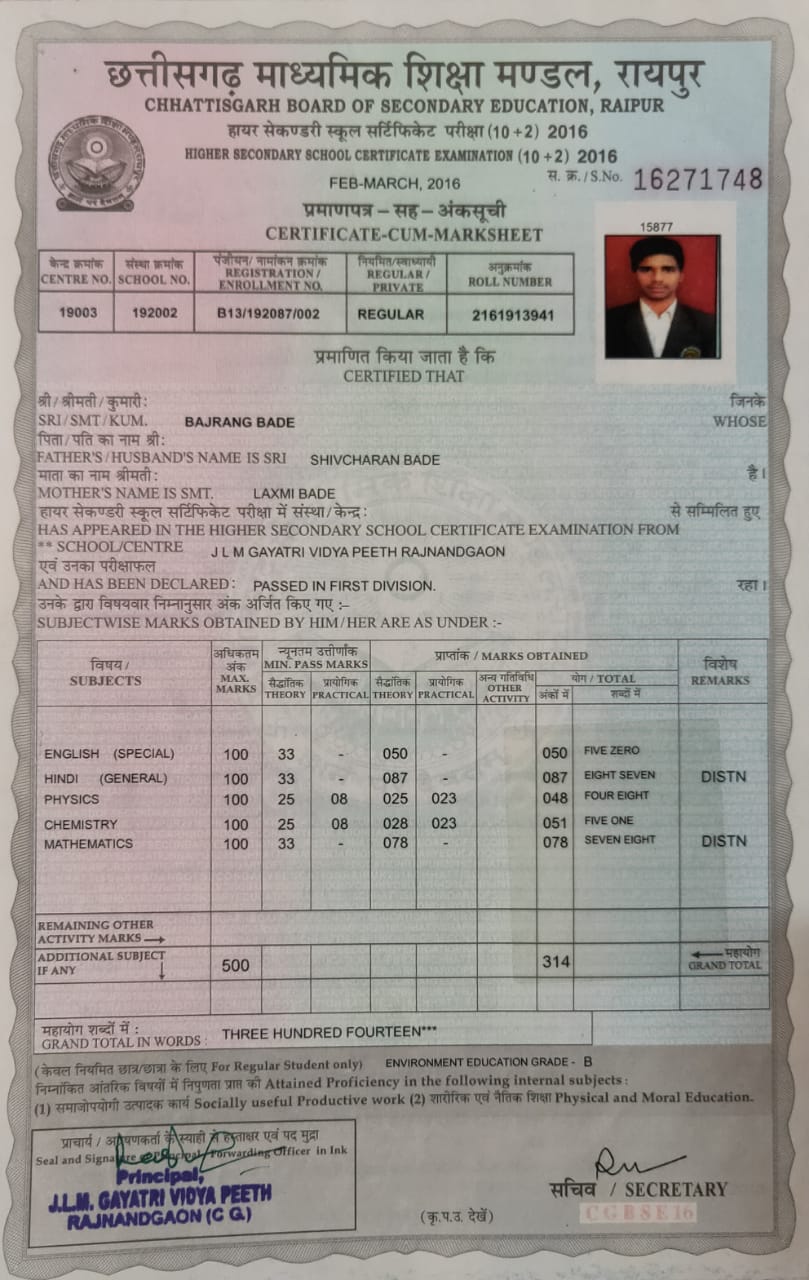 छत्तीसगढ़ माध्यमिक शिक्षा मण्डल, रायपुर
CHHATTISGARH BOARD OF SECONDARY EDUCATION, RAIPUR
हायर सेकण्डरी स्कूल सर्टिफिकेट परीक्षा (10+2) 2016
HIGHER SECONDARY SCHOOL CERTIFICATE EXAMINATION (10+2) 2016
FEB-MARCH, 2016
स. क्र. / S.No. 16271748
प्रमाणपत्र – सह – अंकसूची
CERTIFICATE-CUM-MARKSHEET
15877
केन्द्र क्रमांक संस्था क्रमांक पंजीयन/ नामांकन क्रमांक नियमित/स्वाध्यायी अनुक्रमांक
CENTRE NO. SCHOOL NO. REGISTRATION / ENROLLMENT NO. REGULAR / PRIVATE ROLL NUMBER
19003 192002 B13/192087/002 REGULAR 2161913941
प्रमाणित किया जाता है कि
CERTIFIED THAT
श्री / श्रीमती / कुमारी: जिनके
SRI/SMT/KUM. BAJRANG BADE WHOSE
पिता/पति का नाम श्री:
FATHER'S/HUSBAND'S NAME IS SRI SHIVCHARAN BADE
माता का नाम श्रीमती: है।
MOTHER'S NAME IS SMT. LAXMI BADE
हायर सेकण्डरी स्कूल सर्टिफिकेट परीक्षा में संस्था/केन्द्र: से सम्मिलित हुए
HAS APPEARED IN THE HIGHER SECONDARY SCHOOL CERTIFICATE EXAMINATION FROM
** SCHOOL/CENTRE J L M GAYATRI VIDYA PEETH RAJNANDGAON
एवं उनका परीक्षाफल
AND HAS BEEN DECLARED: PASSED IN FIRST DIVISION. रहा।
उनके द्वारा विषयवार निम्नानुसार अंक अर्जित किए गए :–
SUBJECTWISE MARKS OBTAINED BY HIM/HER ARE AS UNDER :-
विषय / SUBJECTS अधिकतम अंक MAX. MARKS न्यूनतम उत्तीर्णांक MIN. PASS MARKS प्राप्तांक / MARKS OBTAINED विशेष REMARKS
सैद्धांतिक THEORY प्रायोगिक PRACTICAL सैद्धांतिक THEORY प्रायोगिक PRACTICAL अन्य गतिविधि OTHER ACTIVITY योग / TOTAL
अंकों में शब्दों में
ENGLISH (SPECIAL) 100 33 - 050 - 050 FIVE ZERO
HINDI (GENERAL) 100 33 - 087 - 087 EIGHT SEVEN DISTN
PHYSICS 100 25 08 025 023 048 FOUR EIGHT
CHEMISTRY 100 25 08 028 023 051 FIVE ONE
MATHEMATICS 100 33 - 078 - 078 SEVEN EIGHT DISTN
REMAINING OTHER
ACTIVITY MARKS →
ADDITIONAL SUBJECT IF ANY ↓ 500 314 ← महायोग GRAND TOTAL
महायोग शब्दों में :
GRAND TOTAL IN WORDS : THREE HUNDRED FOURTEEN***
(केवल नियमित छात्र/छात्रा के लिए For Regular Student only) ENVIRONMENT EDUCATION GRADE - B
निम्नांकित आंतरिक विषयों में निपुणता प्राप्त की Attained Proficiency in the following internal subjects :
(1) समाजोपयोगी उत्पादक कार्य Socially useful Productive work (2) शारीरिक एवं नैतिक शिक्षा Physical and Moral Education.
प्राचार्य / के स्याही से हस्ताक्षर एवं पद मुद्रा
Seal and Signature Forwarding Officer in Ink
Principal,
J.L.M. GAYATRI VIDYA PEETH
RAJNANDGAON (C G.)
सचिव / SECRETARY
CGBSE16
(कृ.प.उ. देखें)